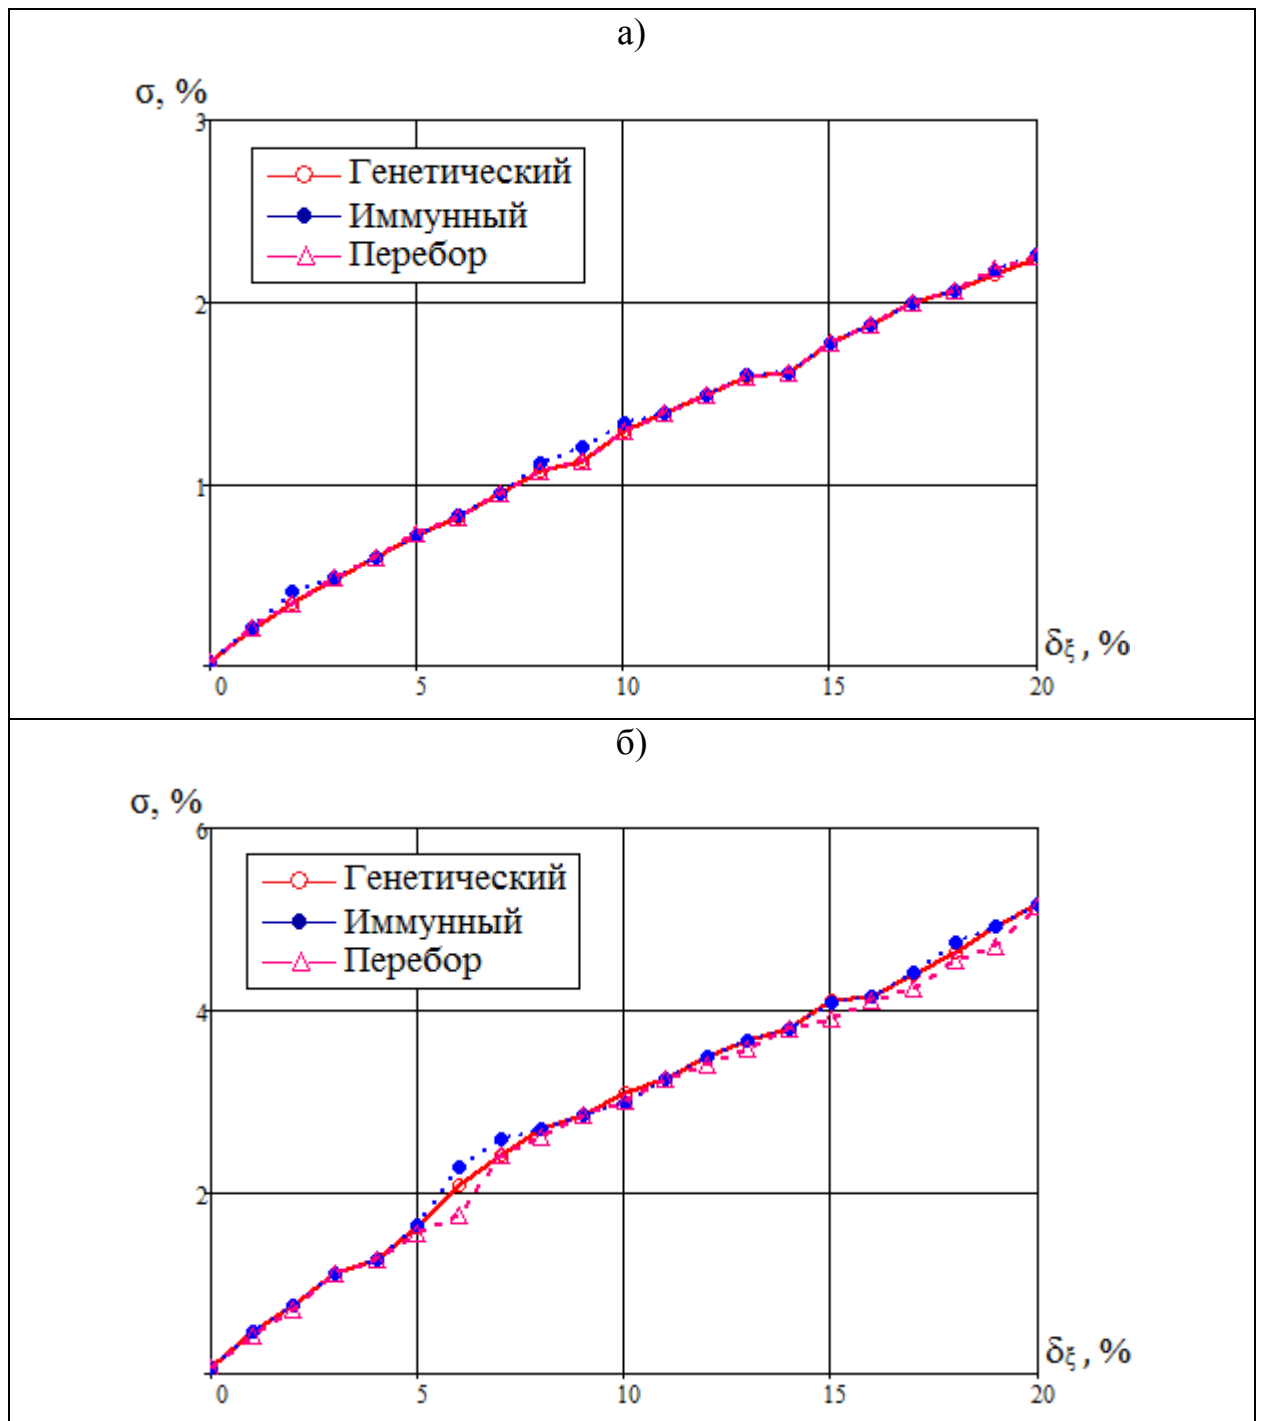 а)
σ, %
3
Генетический
Иммунный
Перебор
2
1
δξ, %
0 5 10 15 20
б)
σ, %
6
Генетический
Иммунный
Перебор
4
2
δξ, %
0 5 10 15 20